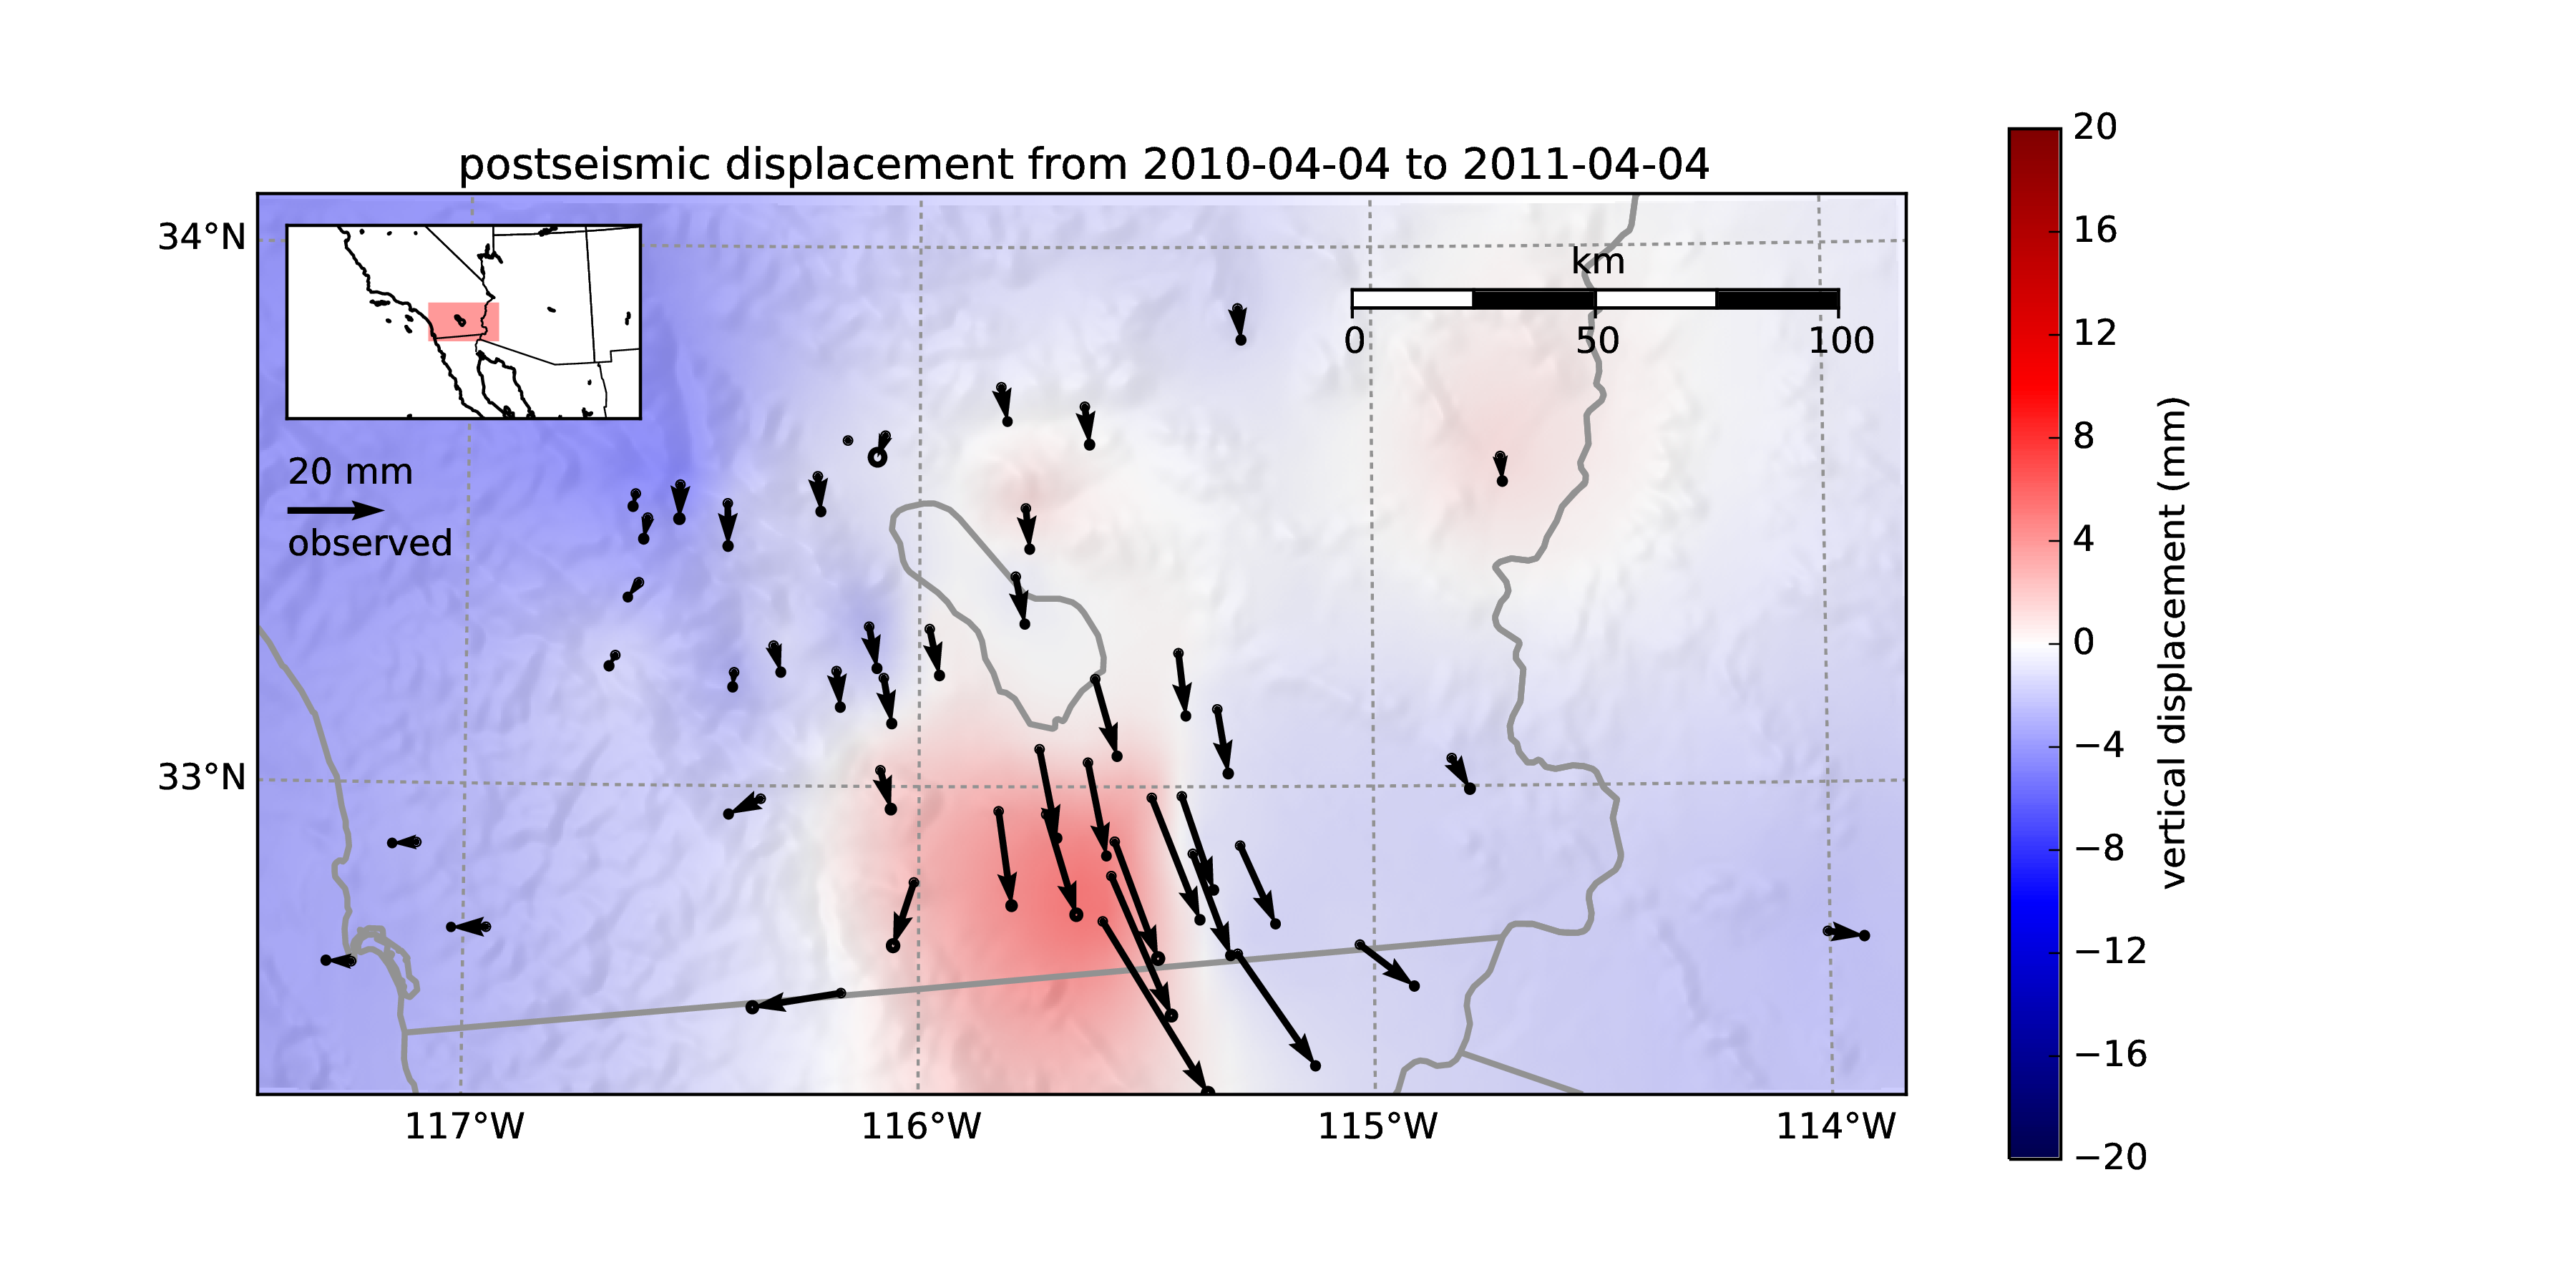 postseismic displacement from 2010-04-04 to 2011-04-04
34°N
33°N
20 mm
observed
km
0 50 100
117°W 116°W 115°W 114°W
20
16
12
8
4
0
−4
−8
−12
−16
−20
vertical displacement (mm)